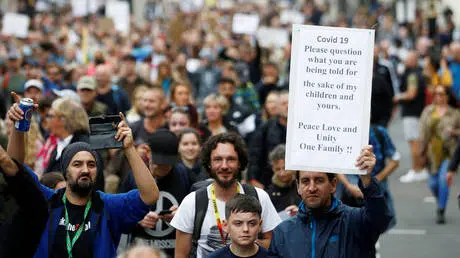 Covid 19
Please question
what you are
being told for
the sake of my
children and
yours.
Peace Love and
Unity
One Family !!